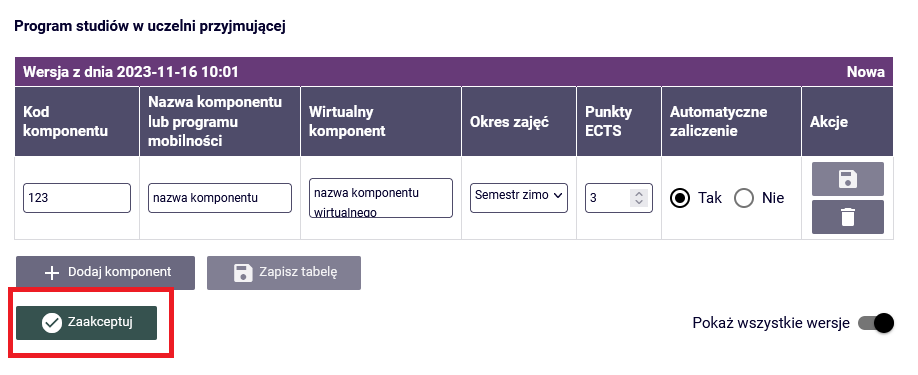 Program studiów w uczelni przyjmującej
Wersja z dnia 2023-11-16 10:01
Nowa
Kod komponentu
Nazwa komponentu lub programu mobilności
Wirtualny komponent
Okres zajęć
Punkty ECTS
Automatyczne zaliczenie
Akcje
123
nazwa komponentu
nazwa komponentu
wirtualnego
Semestr zimo
3
Tak
Nie
Dodaj komponent
Zapisz tabelę
Zaakceptuj
Pokaż wszystkie wersje